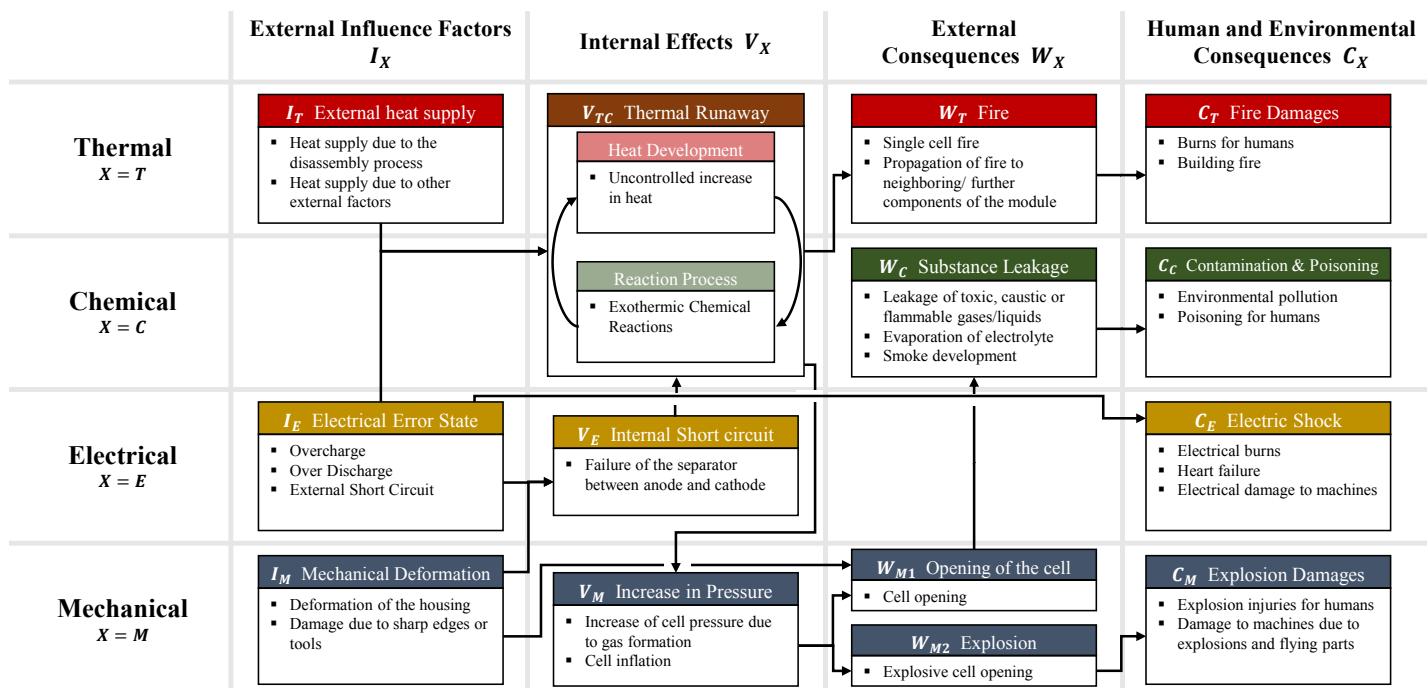 External Influence Factors
I_X
Internal Effects V_X
External
Consequences W_X
Human and Environmental
Consequences C_X
Thermal
X = T
I_T External heat supply
▪ Heat supply due to the
disassembly process
▪ Heat supply due to other
external factors
V_TC Thermal Runaway
Heat Development
▪ Uncontrolled increase
in heat
Reaction Process
▪ Exothermic Chemical
Reactions
W_T Fire
▪ Single cell fire
▪ Propagation of fire to
neighboring/ further
components of the module
C_T Fire Damages
▪ Burns for humans
▪ Building fire
Chemical
X = C
W_C Substance Leakage
▪ Leakage of toxic, caustic or
flammable gases/liquids
▪ Evaporation of electrolyte
▪ Smoke development
C_C Contamination & Poisoning
▪ Environmental pollution
▪ Poisoning for humans
Electrical
X = E
I_E Electrical Error State
▪ Overcharge
▪ Over Discharge
▪ External Short Circuit
V_E Internal Short circuit
▪ Failure of the separator
between anode and cathode
C_E Electric Shock
▪ Electrical burns
▪ Heart failure
▪ Electrical damage to machines
Mechanical
X = M
I_M Mechanical Deformation
▪ Deformation of the housing
▪ Damage due to sharp edges or
tools
V_M Increase in Pressure
▪ Increase of cell pressure due
to gas formation
▪ Cell inflation
W_M1 Opening of the cell
▪ Cell opening
W_M2 Explosion
▪ Explosive cell opening
C_M Explosion Damages
▪ Explosion injuries for humans
▪ Damage to machines due to
explosions and flying parts